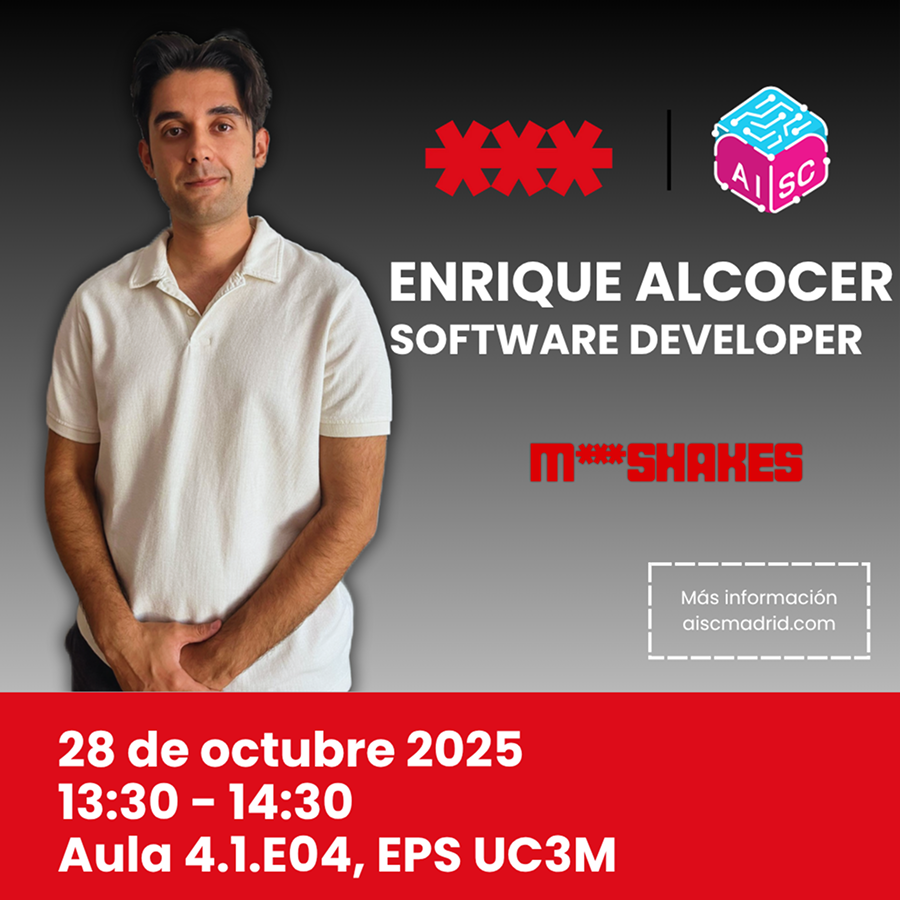 AI SC
ENRIQUE ALCOCER
SOFTWARE DEVELOPER
M***SHAKES
Más información
aiscmadrid.com
28 de octubre 2025
13:30 - 14:30
Aula 4.1.E04, EPS UC3M